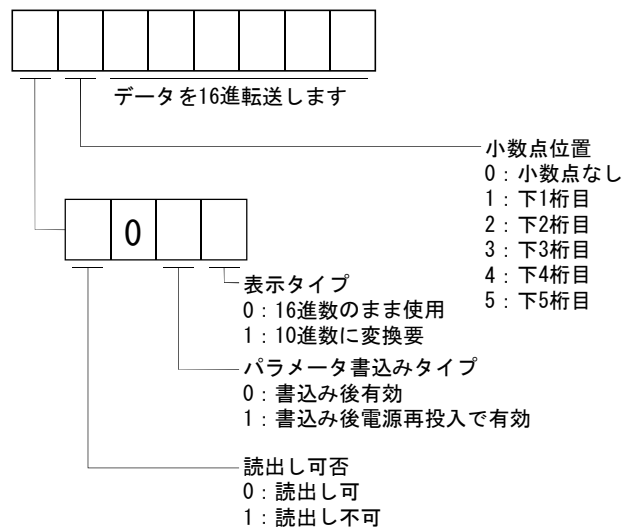 データを16進転送します
小数点位置
0：小数点なし
1：下1桁目
2：下2桁目
3：下3桁目
4：下4桁目
5：下5桁目
0
表示タイプ
0：16進数のまま使用
1：10進数に変換要
パラメータ書込みタイプ
0：書込み後有効
1：書込み後電源再投入で有効
読出し可否
0：読出し可
1：読出し不可